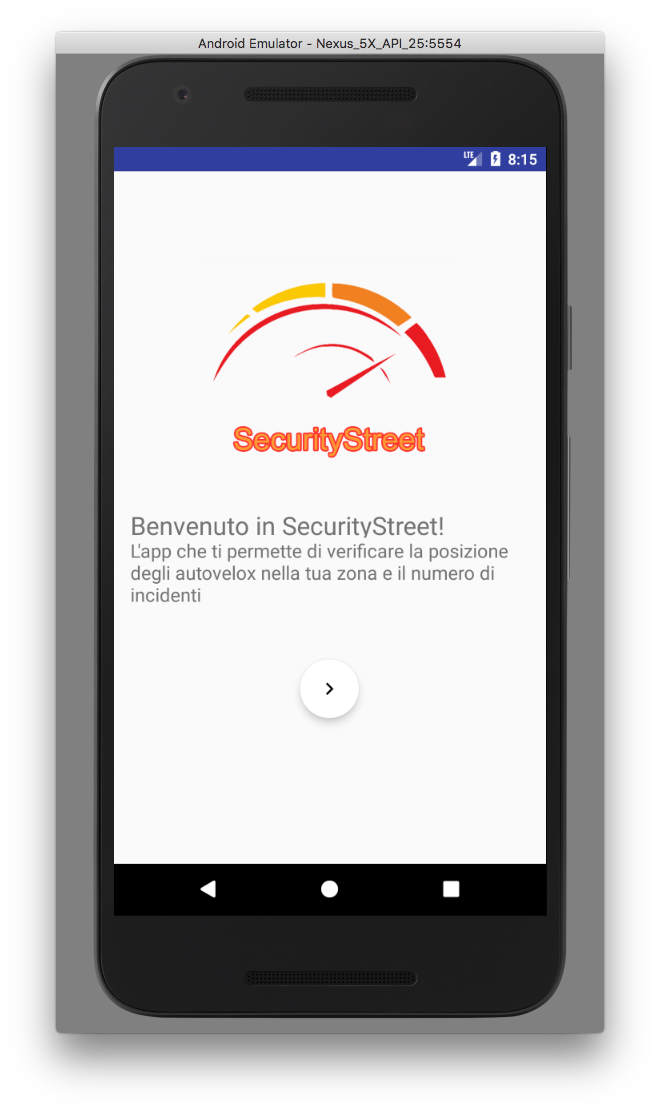 Android Emulator - Nexus_5X_API_25:5554
LTE 8:15
SecurityStreet
Benvenuto in SecurityStreet!
L'app che ti permette di verificare la posizione
degli autovelox nella tua zona e il numero di
incidenti